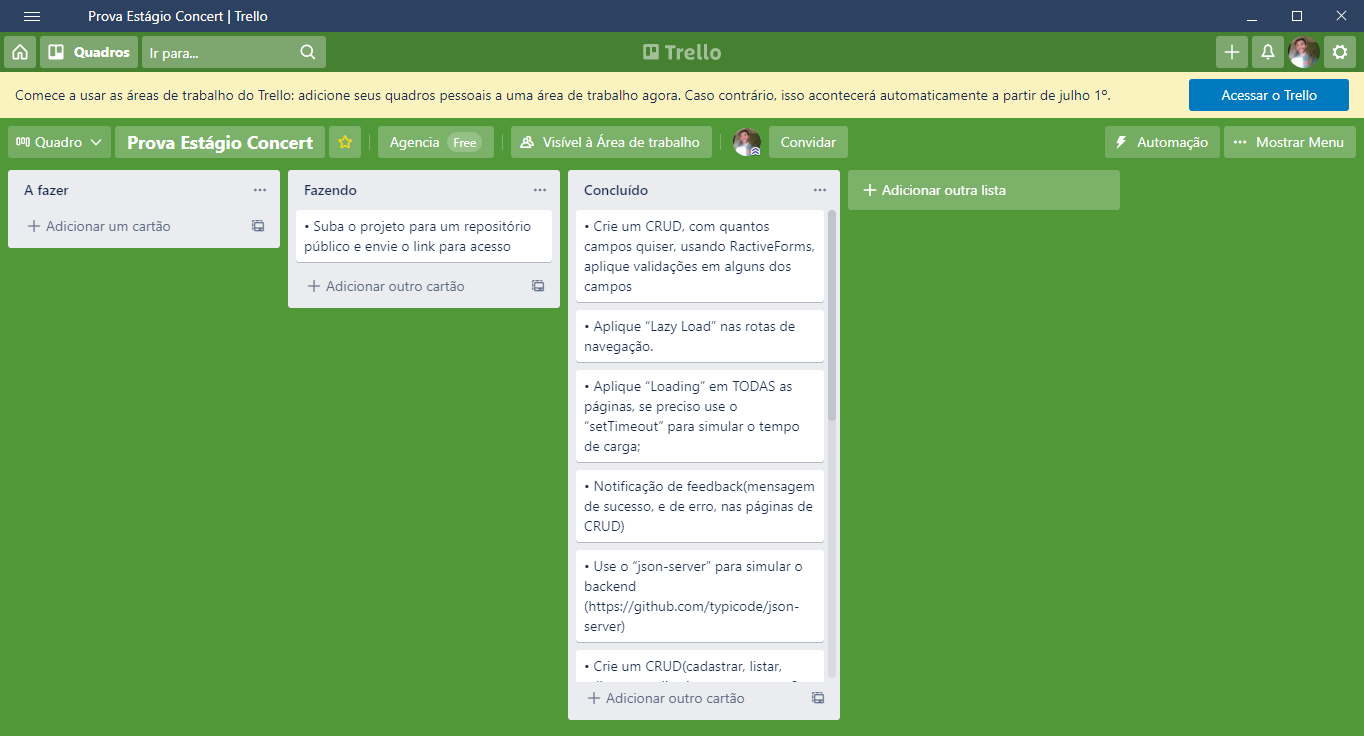 Prova Estágio Concert | Trello
Quadros
Ir para...
Trello
Comece a usar as áreas de trabalho do Trello: adicione seus quadros pessoais a uma área de trabalho agora. Caso contrário, isso acontecerá automaticamente a partir de julho 1º.
Acessar o Trello
Quadro
Prova Estágio Concert
Agencia Free
Visível à Área de trabalho
Convidar
Automação
Mostrar Menu
A fazer
Adicionar um cartão
Fazendo
• Suba o projeto para um repositório
público e envie o link para acesso
Adicionar outro cartão
Concluído
• Crie um CRUD, com quantos
campos quiser, usando RactiveForms,
aplique validações em alguns dos
campos
• Aplique “Lazy Load” nas rotas de
navegação.
• Aplique “Loading” em TODAS as
páginas, se preciso use o
“setTimeout” para simular o tempo
de carga;
• Notificação de feedback(mensagem
de sucesso, e de erro, nas páginas de
CRUD)
• Use o “json-server” para simular o
backend
(https://github.com/typicode/json-
server)
• Crie um CRUD(cadastrar, listar,
Adicionar outro cartão
Adicionar outra lista